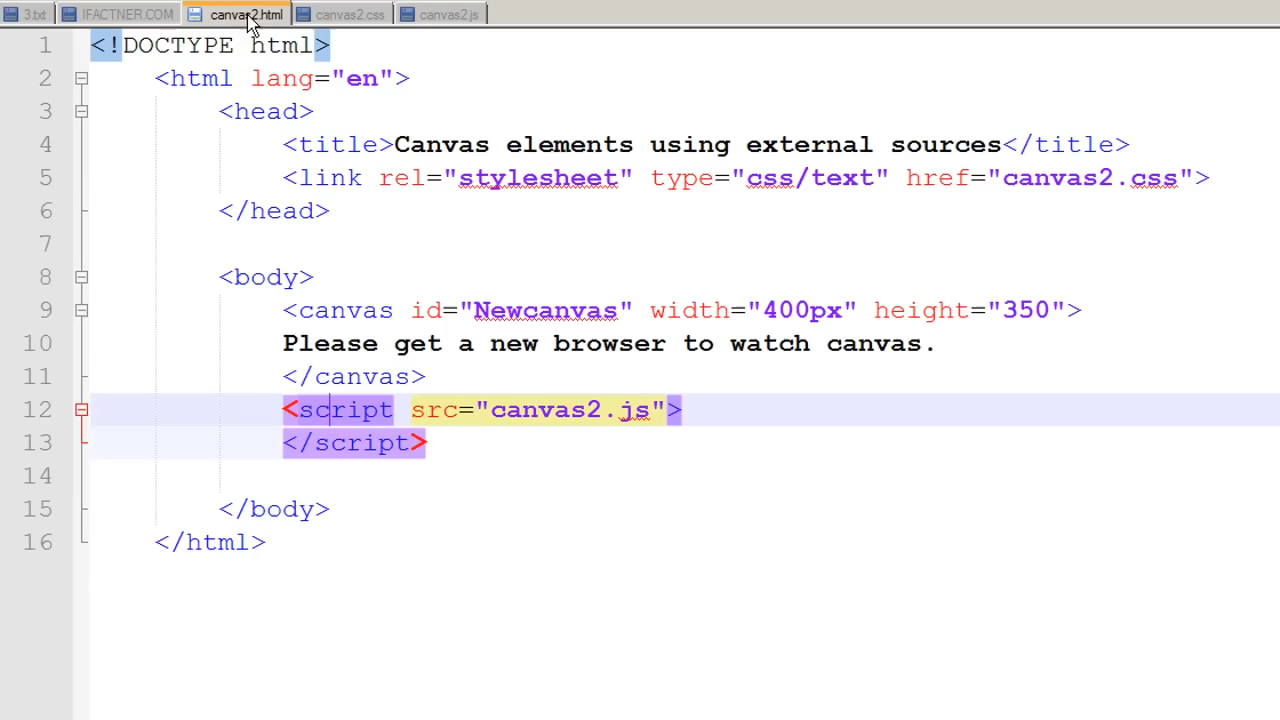 3.txt IFACTNER.COM canvas2.html canvas2.css canvas2.js
1 <!DOCTYPE html>
2 <html lang="en">
3 <head>
4 <title>Canvas elements using external sources</title>
5 <link rel="stylesheet" type="css/text" href="canvas2.css">
6 </head>
7
8 <body>
9 <canvas id="Newcanvas" width="400px" height="350">
10 Please get a new browser to watch canvas.
11 </canvas>
12 <script src="canvas2.js">
13 </script>
14
15 </body>
16 </html>